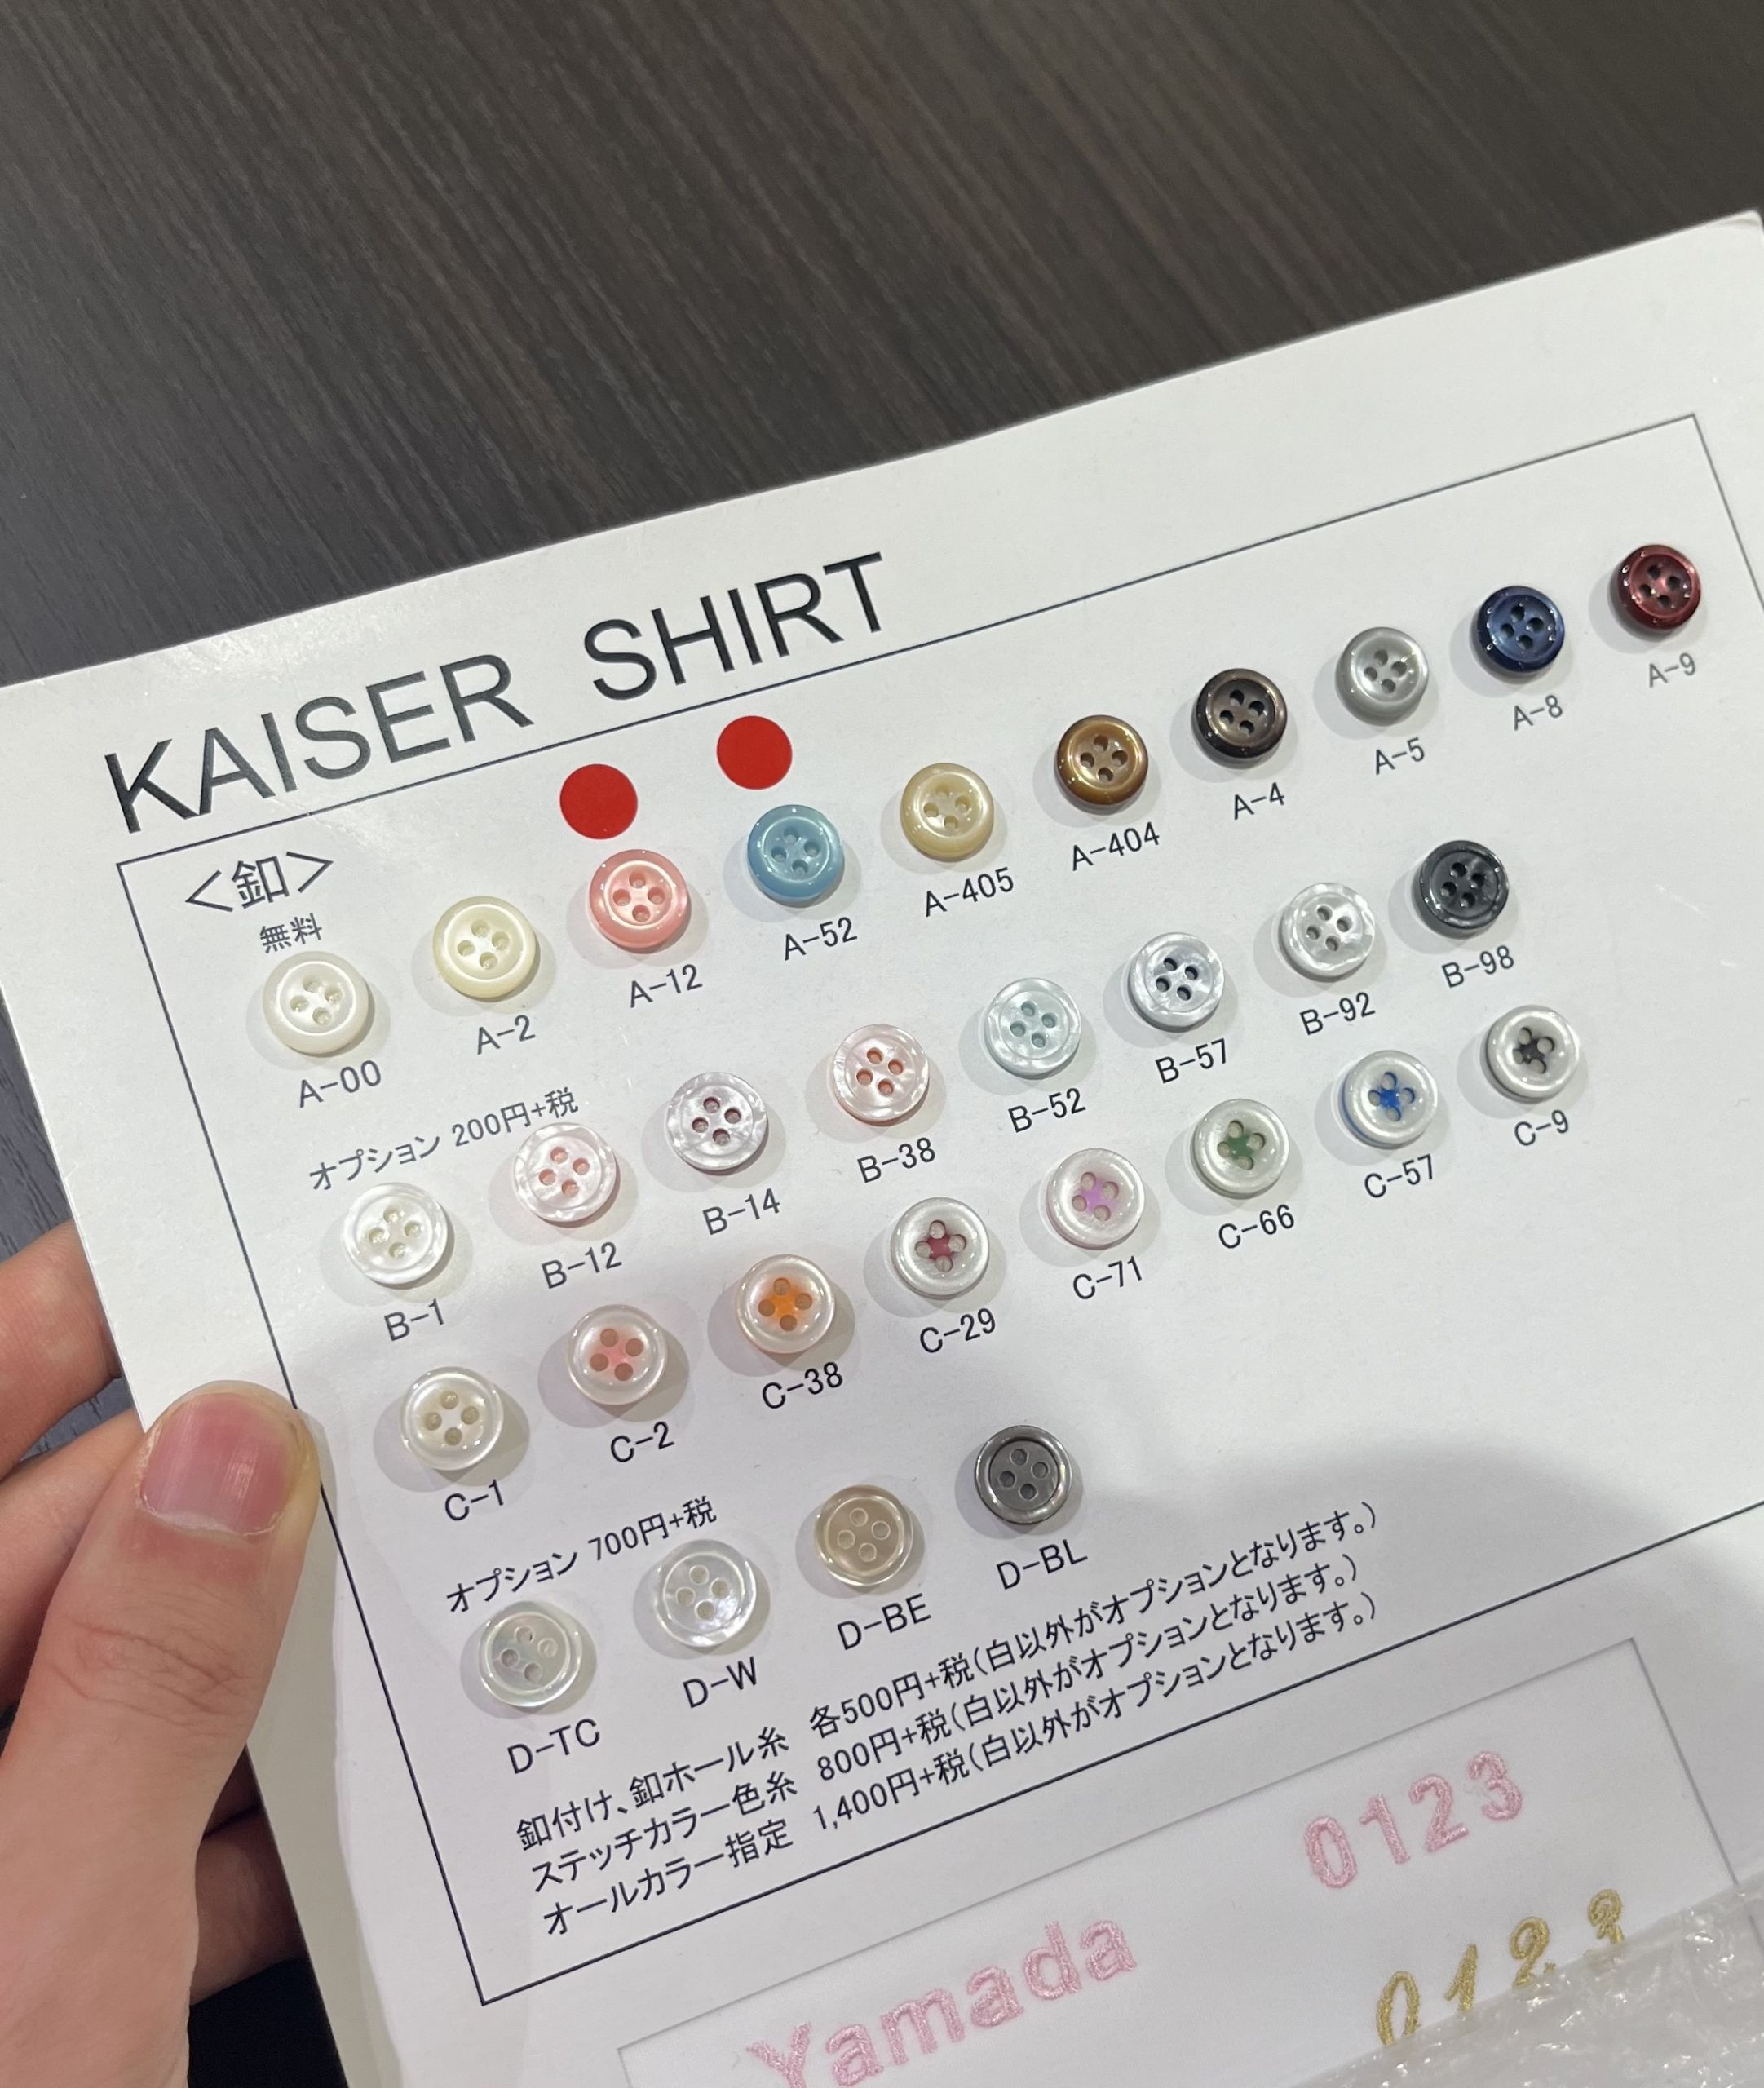 KAISER SHIRT
＜釦＞
無料
A-00 A-2 A-12 A-52 A-405 A-404 A-4 A-5 A-8 A-9
オプション 200円+税
B-1 B-12 B-14 B-38 B-52 B-57 B-92 B-98
C-1 C-2 C-38 C-29 C-71 C-66 C-57 C-9
オプション 700円+税
D-TC D-W D-BE D-BL
釦付け、釦ホール糸 各500円+税(白以外がオプションとなります。)
ステッチカラー色糸 800円+税(白以外がオプションとなります。)
オールカラー指定 1,400円+税(白以外がオプションとなります。)
Yamada 0123
0123